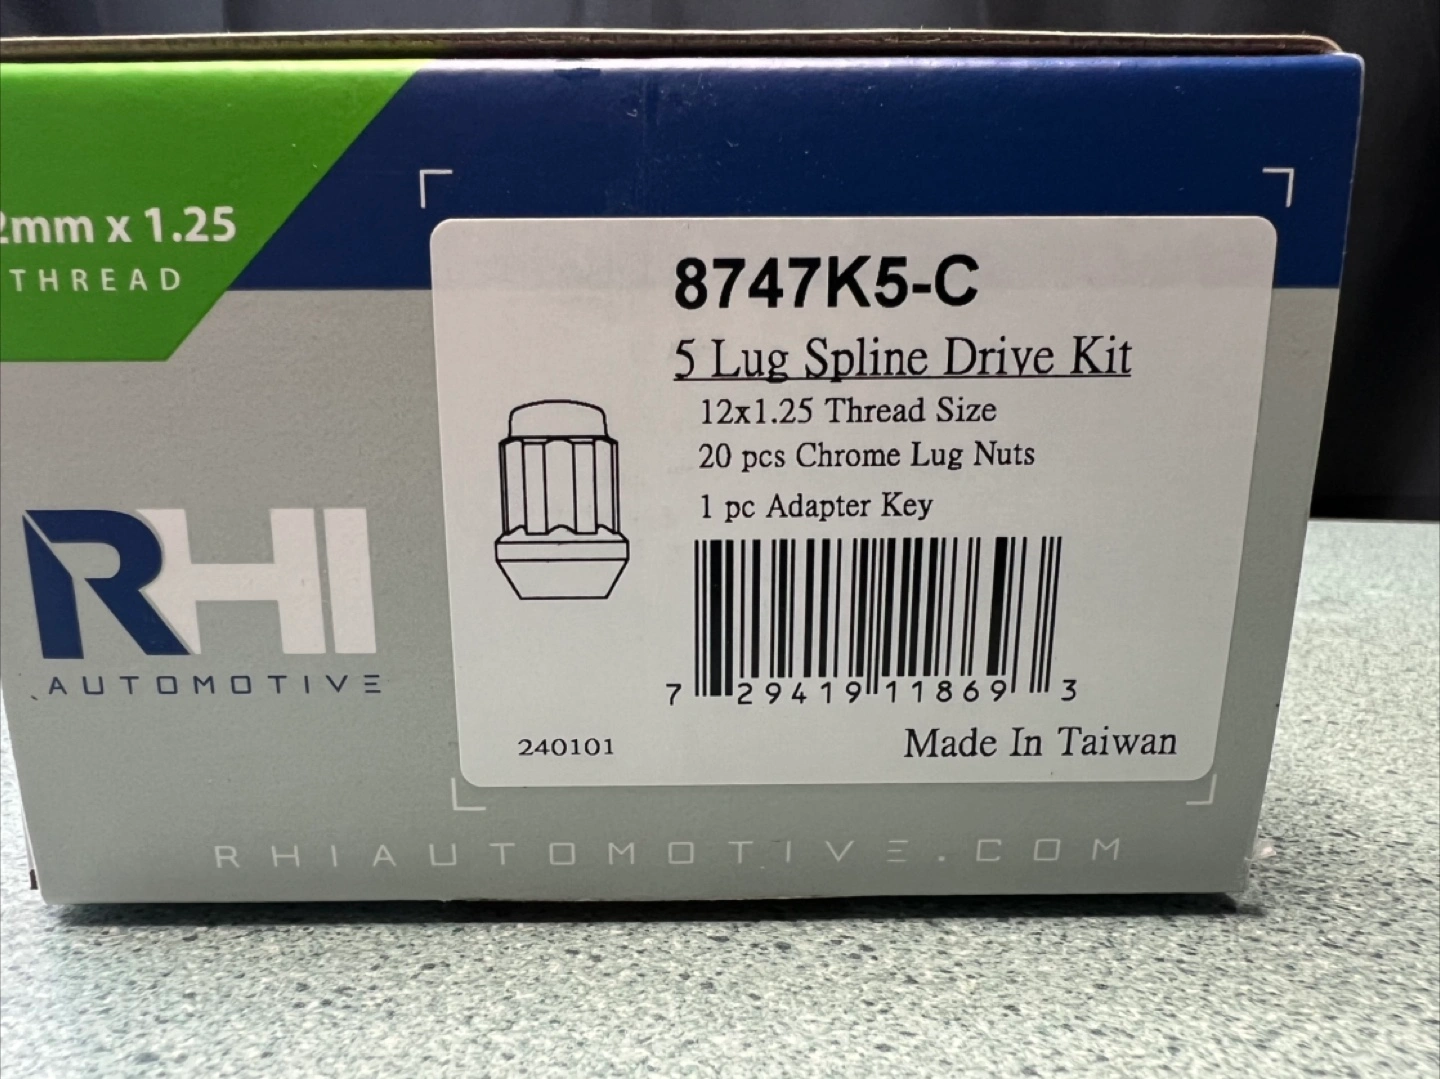 2mm x 1.25
THREAD
8747K5-C
5 Lug Spline Drive Kit
12x1.25 Thread Size
20 pcs Chrome Lug Nuts
1 pc Adapter Key
RHI
AUTOMOTIVE
7 29419 11869 3
240101
Made In Taiwan
RHIAUTOMOTIVE.COM